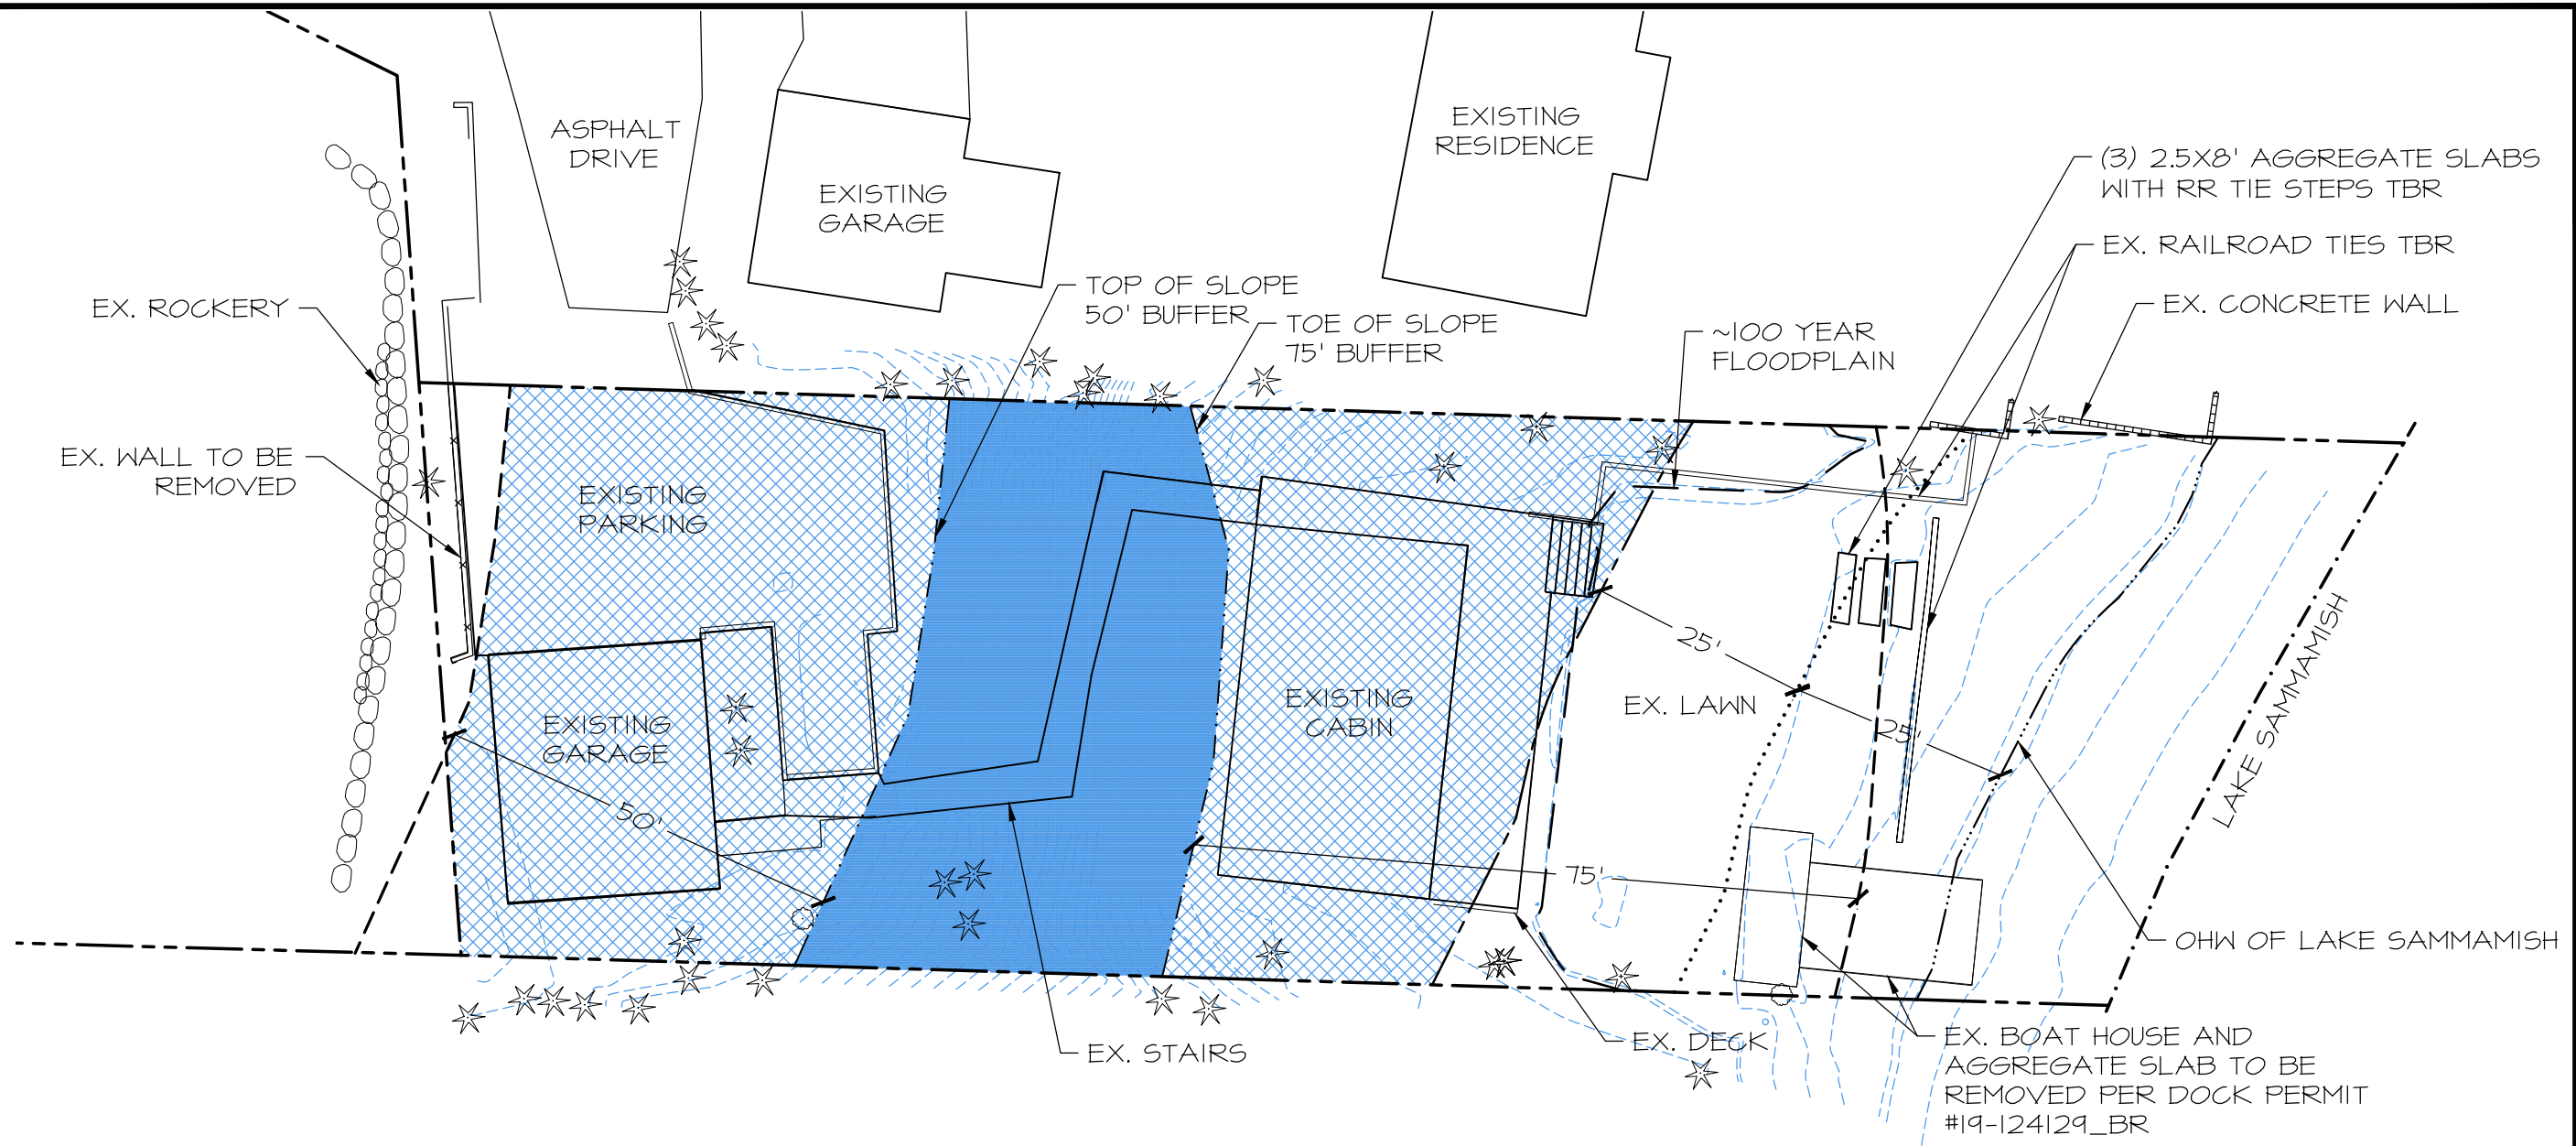 ASPHALT
DRIVE
EXISTING
GARAGE
EXISTING
RESIDENCE
(3) 2.5X8' AGGREGATE SLABS
WITH RR TIE STEPS TBR
EX. RAILROAD TIES TBR
EX. CONCRETE WALL
EX. ROCKERY
TOP OF SLOPE
50' BUFFER
TOE OF SLOPE
75' BUFFER
~100 YEAR
FLOODPLAIN
EX. WALL TO BE
REMOVED
EXISTING
PARKING
25'
EXISTING
GARAGE
EXISTING
CABIN
EX. LAWN
25'
LAKE SAMMAMISH
50'
75'
OHW OF LAKE SAMMAMISH
EX. STAIRS
EX. DECK
EX. BOAT HOUSE AND
AGGREGATE SLAB TO BE
REMOVED PER DOCK PERMIT
#19-124129_BR